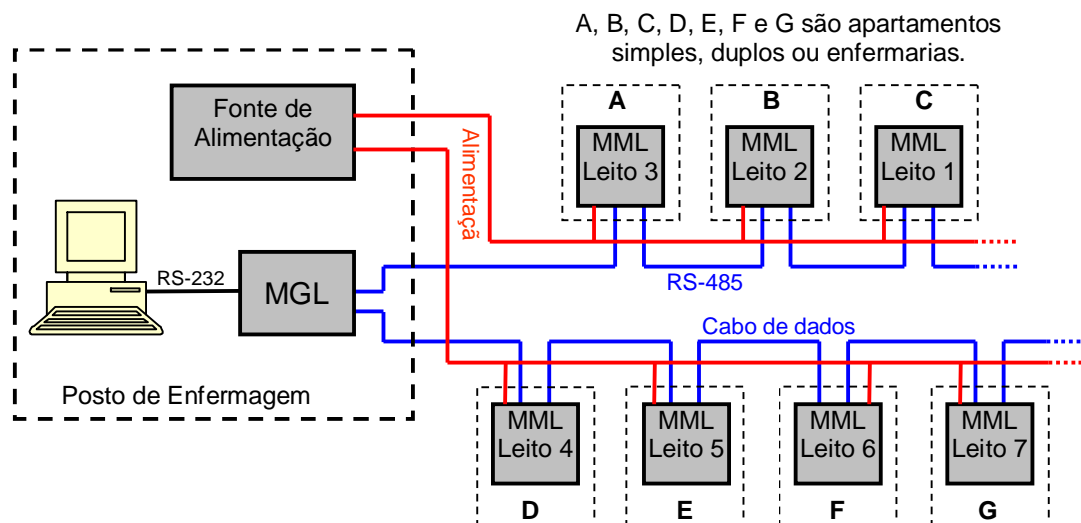 A, B, C, D, E, F e G são apartamentos
simples, duplos ou enfermarias.
Fonte de
Alimentação
Alimentaçã
A
B
C
MML
Leito 3
MML
Leito 2
MML
Leito 1
RS-232
MGL
RS-485
Cabo de dados
Posto de Enfermagem
MML
Leito 4
MML
Leito 5
MML
Leito 6
MML
Leito 7
D
E
F
G